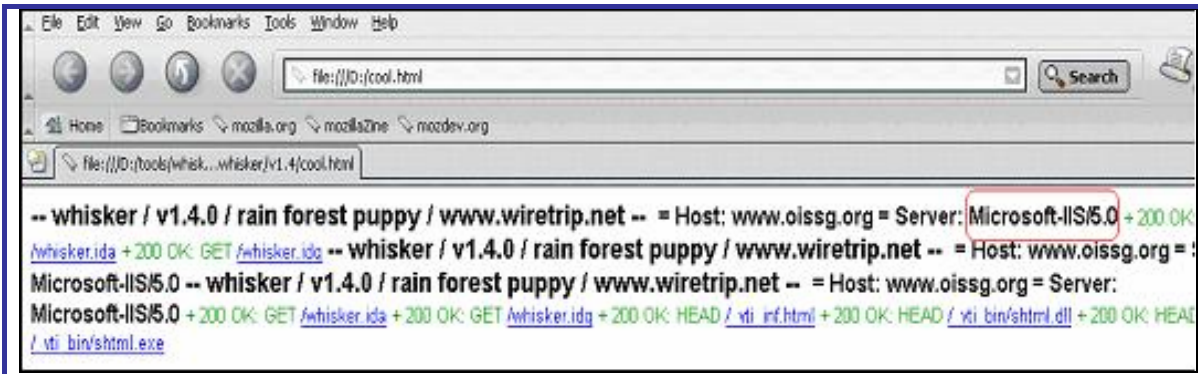 File Edit View Go Bookmarks Tools Window Help
file:///D:/cool.html
Search
Home Bookmarks mozilla.org mozillaZine mozdev.org
file:///D:/tools/whisk...whisker/v1.4/cool.html
-- whisker / v1.4.0 / rain forest puppy / www.wiretrip.net -- = Host: www.oissg.org = Server: Microsoft-IIS/5.0 + 200 OK:
/whisker.ida + 200 OK: GET /whisker.idq -- whisker / v1.4.0 / rain forest puppy / www.wiretrip.net -- = Host: www.oissg.org =
Microsoft-IIS/5.0 -- whisker / v1.4.0 / rain forest puppy / www.wiretrip.net -- = Host: www.oissg.org = Server:
Microsoft-IIS/5.0 + 200 OK: GET /whisker.ida + 200 OK: GET /whisker.idq + 200 OK: HEAD /_vti_inf.html + 200 OK: HEAD /_vti_bin/shtml.dll + 200 OK: HEAD
/_vti_bin/shtml.exe